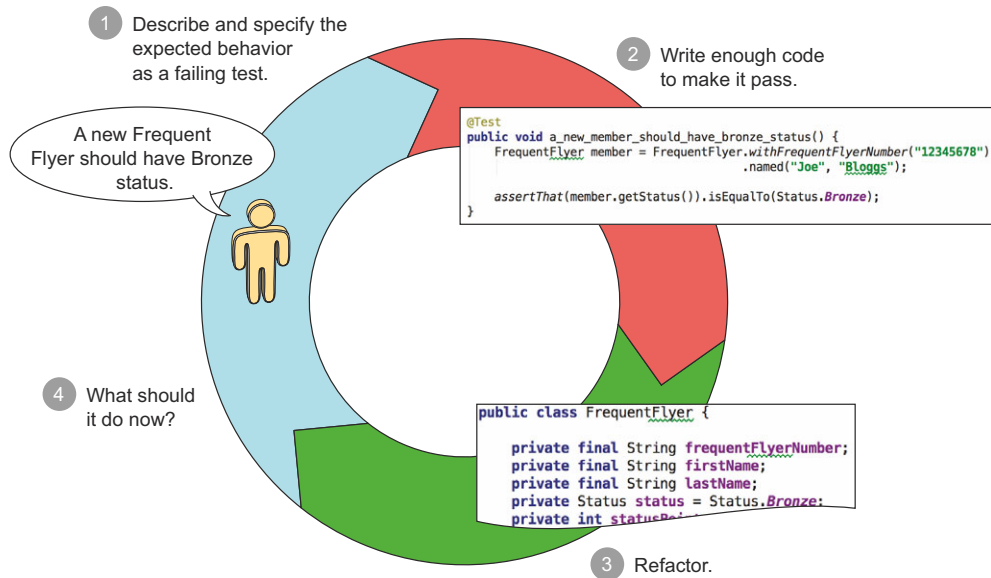 1 Describe and specify the
expected behavior
as a failing test.
2 Write enough code
to make it pass.
A new Frequent
Flyer should have Bronze
status.
@Test
public void a_new_member_should_have_bronze_status() {
FrequentFlyer member = FrequentFlyer.withFrequentFlyerNumber("12345678")
.named("Joe", "Bloggs");
assertThat(member.getStatus()).isEqualTo(Status.Bronze);
}
4 What should
it do now?
public class FrequentFlyer {
private final String frequentFlyerNumber;
private final String firstName;
private final String lastName;
private Status status = Status.Bronze;
private int
3 Refactor.